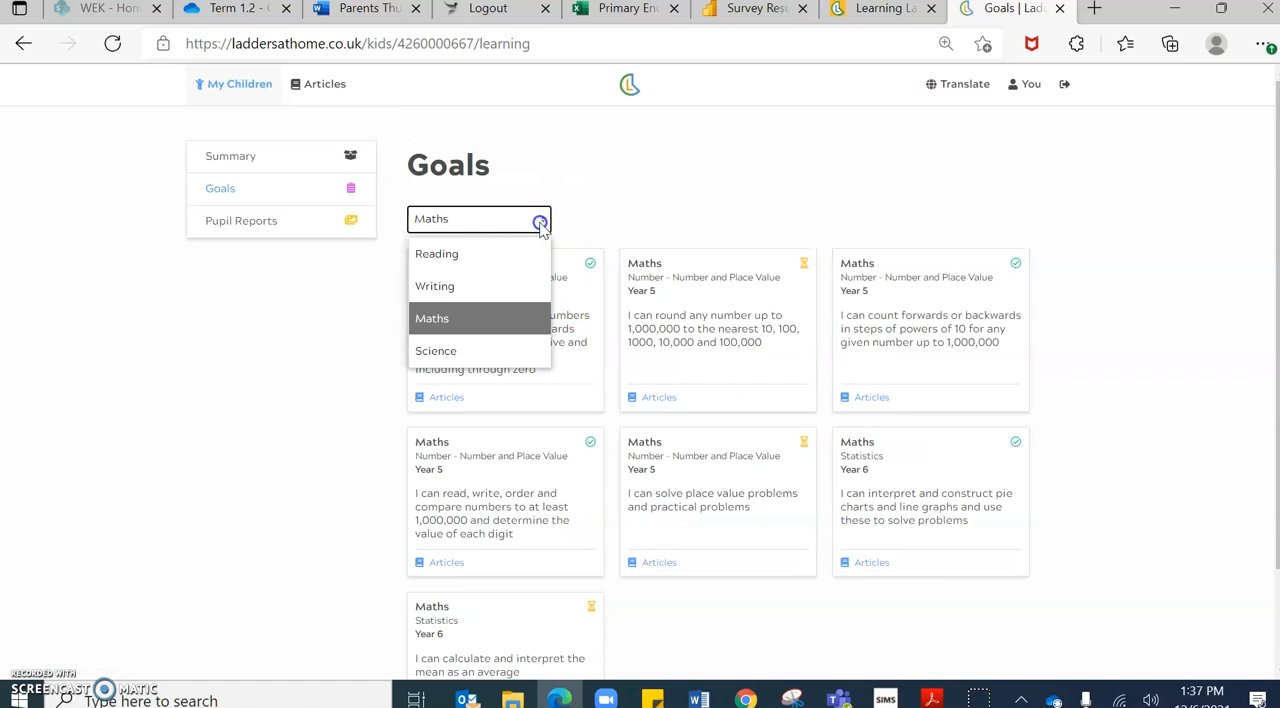 WEK - Hom
Term 1.2 - (
Parents Thu
Logout
Primary En
Survey Res
Learning La
Goals | Lad
https://laddersathome.co.uk/kids/4260000667/learning
My Children
Articles
Translate
You
Summary
Goals
Pupil Reports
Goals
Maths
Reading
Writing
Maths
Science
alue
umbers
ards
ive and
including through zero
Articles
Maths
Number - Number and Place Value
Year 5
I can round any number up to
1,000,000 to the nearest 10, 100,
1000, 10,000 and 100,000
Articles
Maths
Number - Number and Place Value
Year 5
I can count forwards or backwards
in steps of powers of 10 for any
given number up to 1,000,000
Articles
Maths
Number - Number and Place Value
Year 5
I can read, write, order and
compare numbers to at least
1,000,000 and determine the
value of each digit
Articles
Maths
Number - Number and Place Value
Year 5
I can solve place value problems
and practical problems
Articles
Maths
Statistics
Year 6
I can interpret and construct pie
charts and line graphs and use
these to solve problems
Articles
Maths
Statistics
Year 6
I can calculate and interpret the
mean as an average
RECORDED WITH
SCREENCAST MATIC
Type here to search
SIMS
1:37 PM